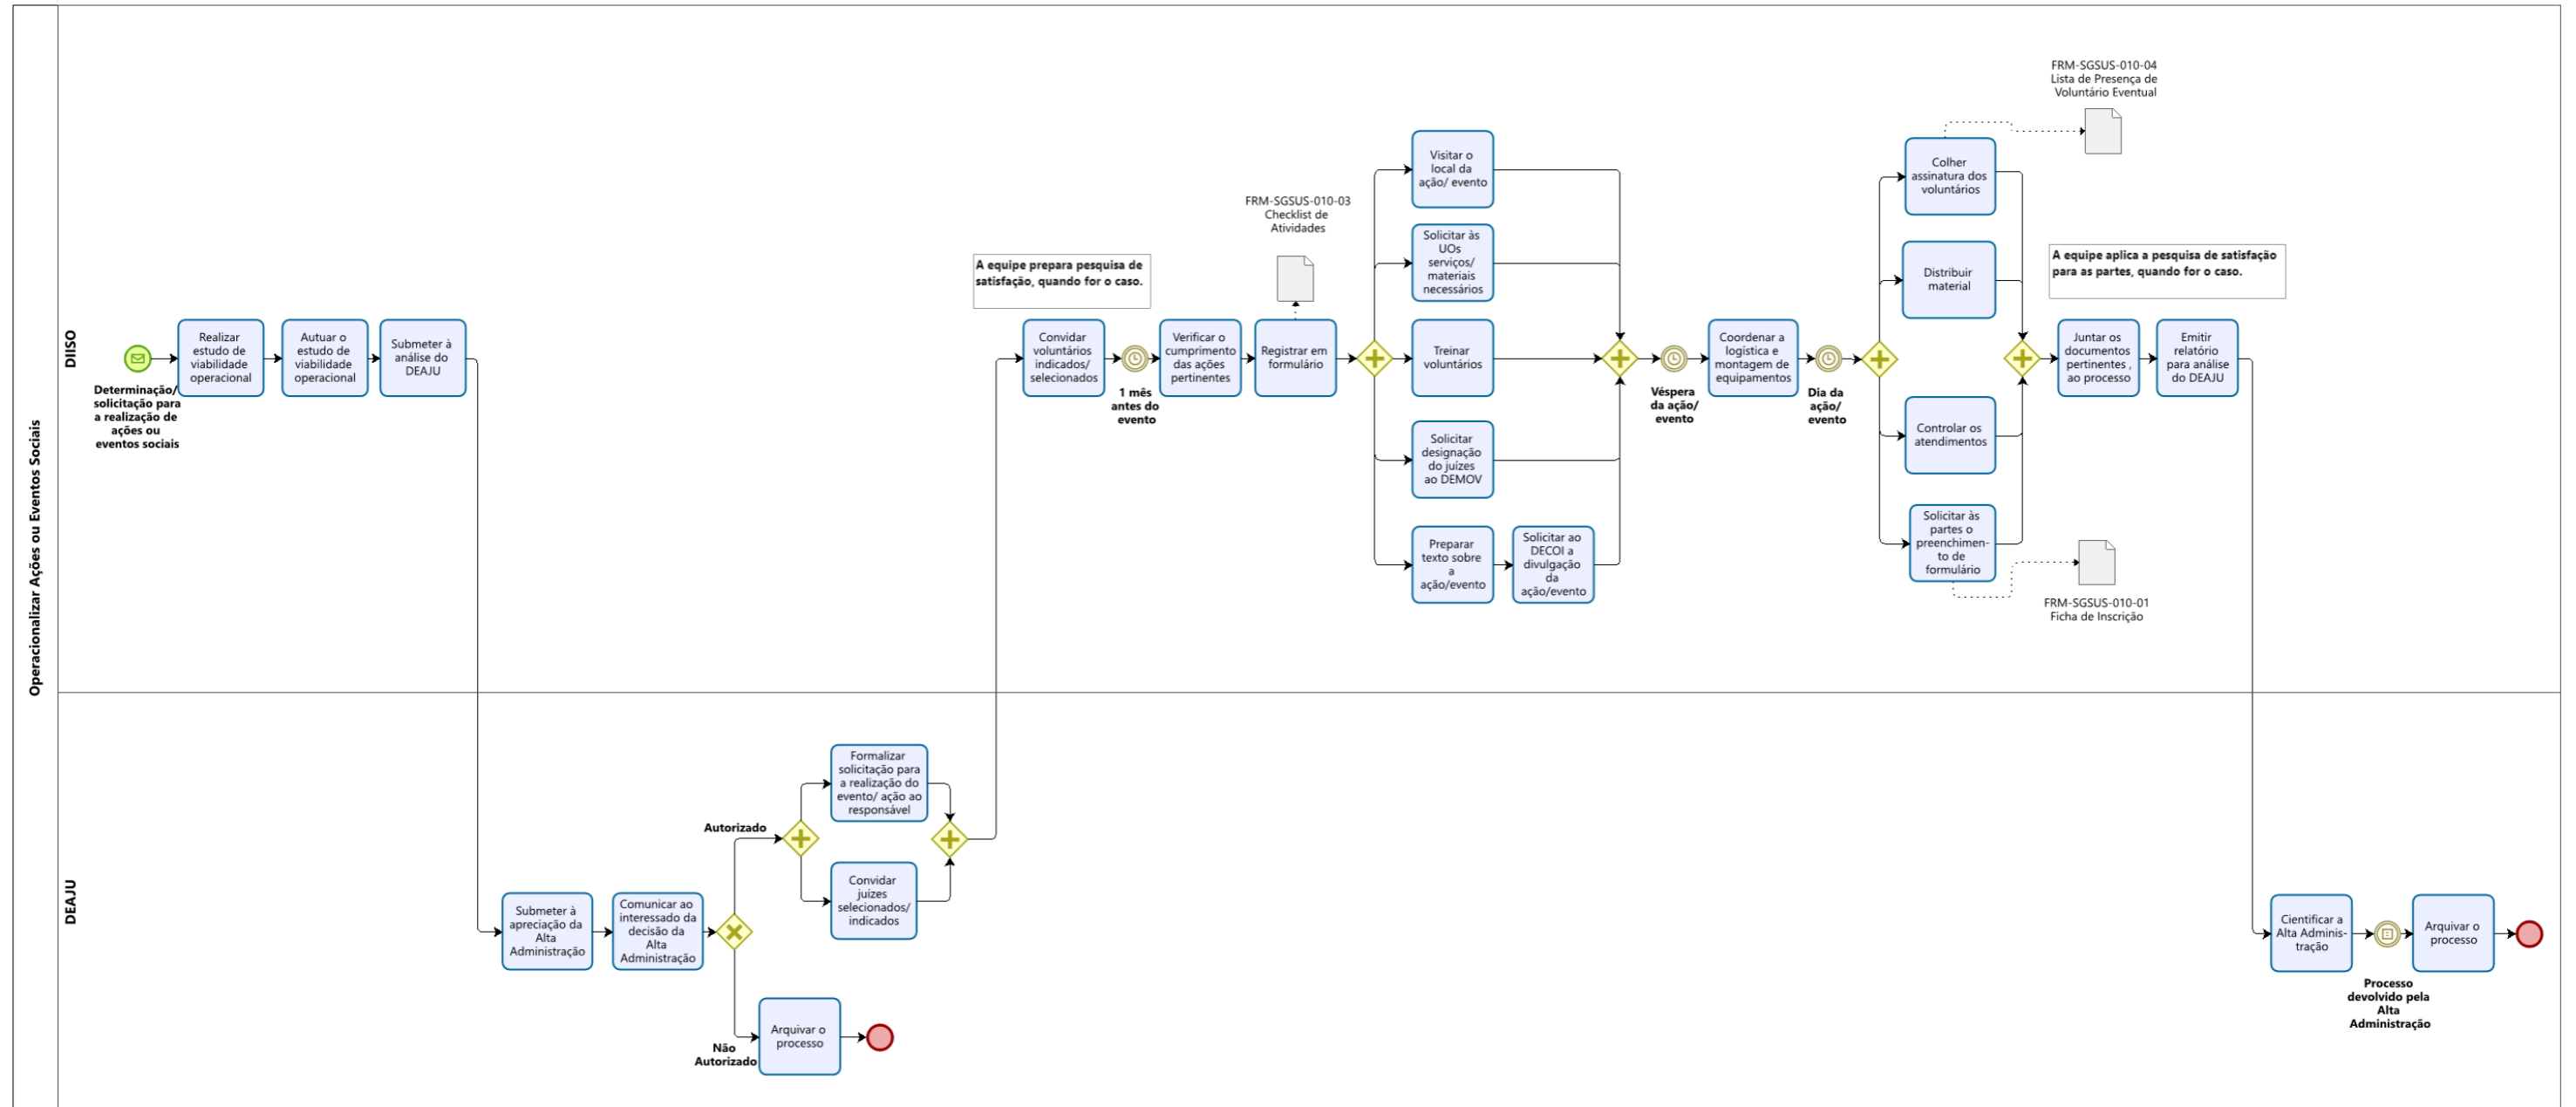 Operacionalizar Ações ou Eventos Sociais
DIISO
Determinação/
solicitação para
a realização de
ações ou
eventos sociais
Realizar
estudo de
viabilidade
operacional
Autuar o
estudo de
viabilidade
operacional
Submeter à
análise do
DEAJU
A equipe prepara pesquisa de
satisfação, quando for o caso.
Convidar
voluntários
indicados/
selecionados
1 mês
antes do
evento
Verificar o
cumprimento
das ações
pertinentes
FRM-SGSUS-010-03
Checklist de
Atividades
Registrar em
formulário
Visitar o
local da
ação/ evento
Solicitar às
UOs
serviços/
materiais
necessários
Treinar
voluntários
Solicitar
designação
do juízes
ao DEMOV
Preparar
texto sobre
a
ação/evento
Solicitar ao
DECOI a
divulgação
da
ação/evento
Véspera
da ação/
evento
Coordenar a
logística e
montagem de
equipamentos
Dia da
ação/
evento
FRM-SGSUS-010-04
Lista de Presença de
Voluntário Eventual
Colher
assinatura dos
voluntários
Distribuir
material
Controlar os
atendimentos
Solicitar às
partes o
preenchimen-
to de
formulário
FRM-SGSUS-010-01
Ficha de Inscrição
A equipe aplica a pesquisa de satisfação
para as partes, quando for o caso.
Juntar os
documentos
pertinentes ,
ao processo
Emitir
relatório
para análise
do DEAJU
DEAJU
Submeter à
apreciação da
Alta
Administração
Comunicar ao
interessado da
decisão da
Alta
Administração
Autorizado
Formalizar
solicitação para
a realização do
evento/ ação ao
responsável
Convidar
juízes
selecionados/
indicados
Não
Autorizado
Arquivar o
processo
Cientificar a
Alta Adminis-
tração
Processo
devolvido pela
Alta
Administração
Arquivar o
processo